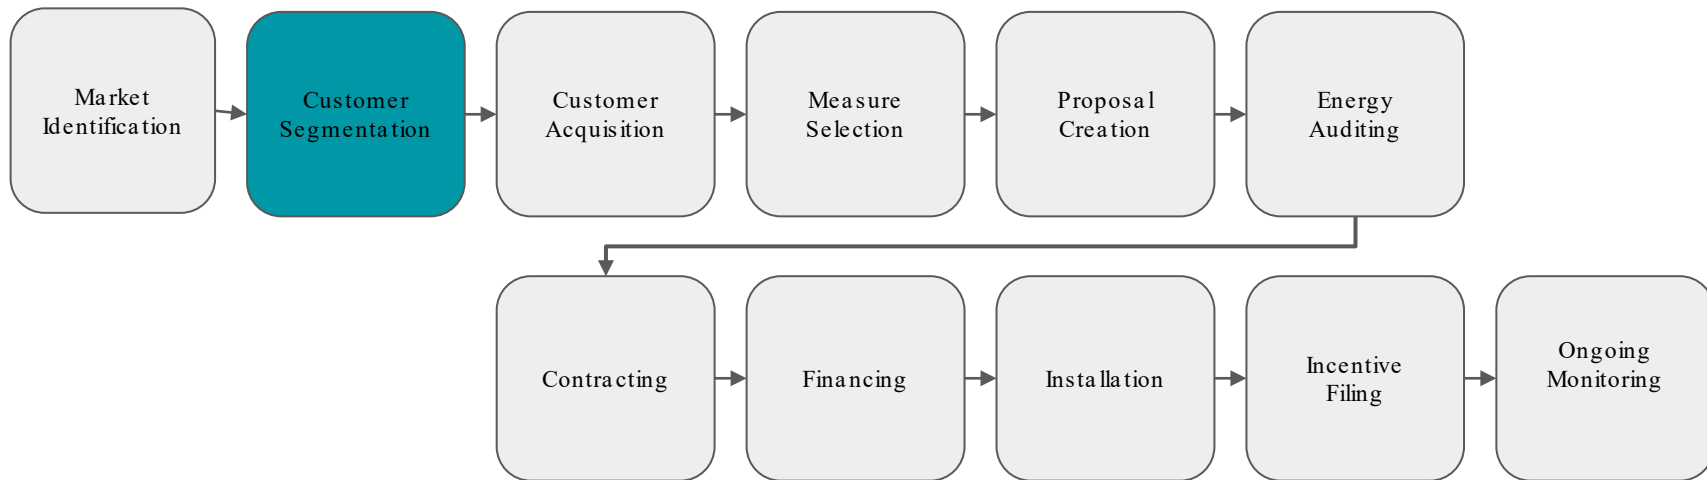 Market
Identification
Customer
Segmentation
Customer
Acquisition
Measure
Selection
Proposal
Creation
Energy
Auditing
Contracting
Financing
Installation
Incentive
Filing
Ongoing
Monitoring